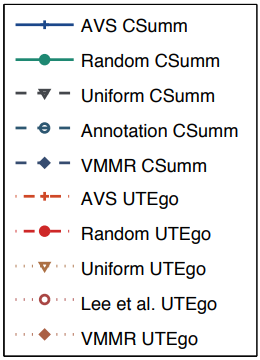 AVS CSumm
Random CSumm
Uniform CSumm
Annotation CSumm
VMMR CSumm
AVS UTEgo
Random UTEgo
Uniform UTEgo
Lee et al. UTEgo
VMMR UTEgo